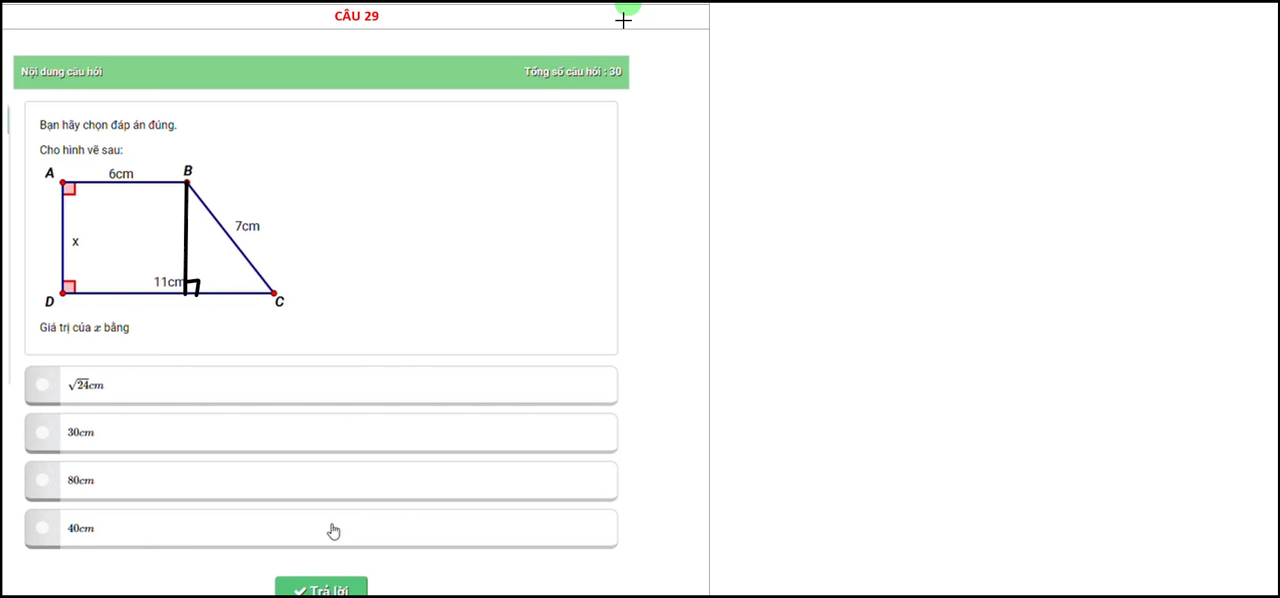 CÂU 29
Nội dung câu hỏi
Tổng số câu hỏi : 30
Bạn hãy chọn đáp án đúng.
Cho hình vẽ sau:
A
6cm
B
7cm
x
11cm
D
C
Giá trị của x bằng
√24cm
30cm
80cm
40cm
Trả lời